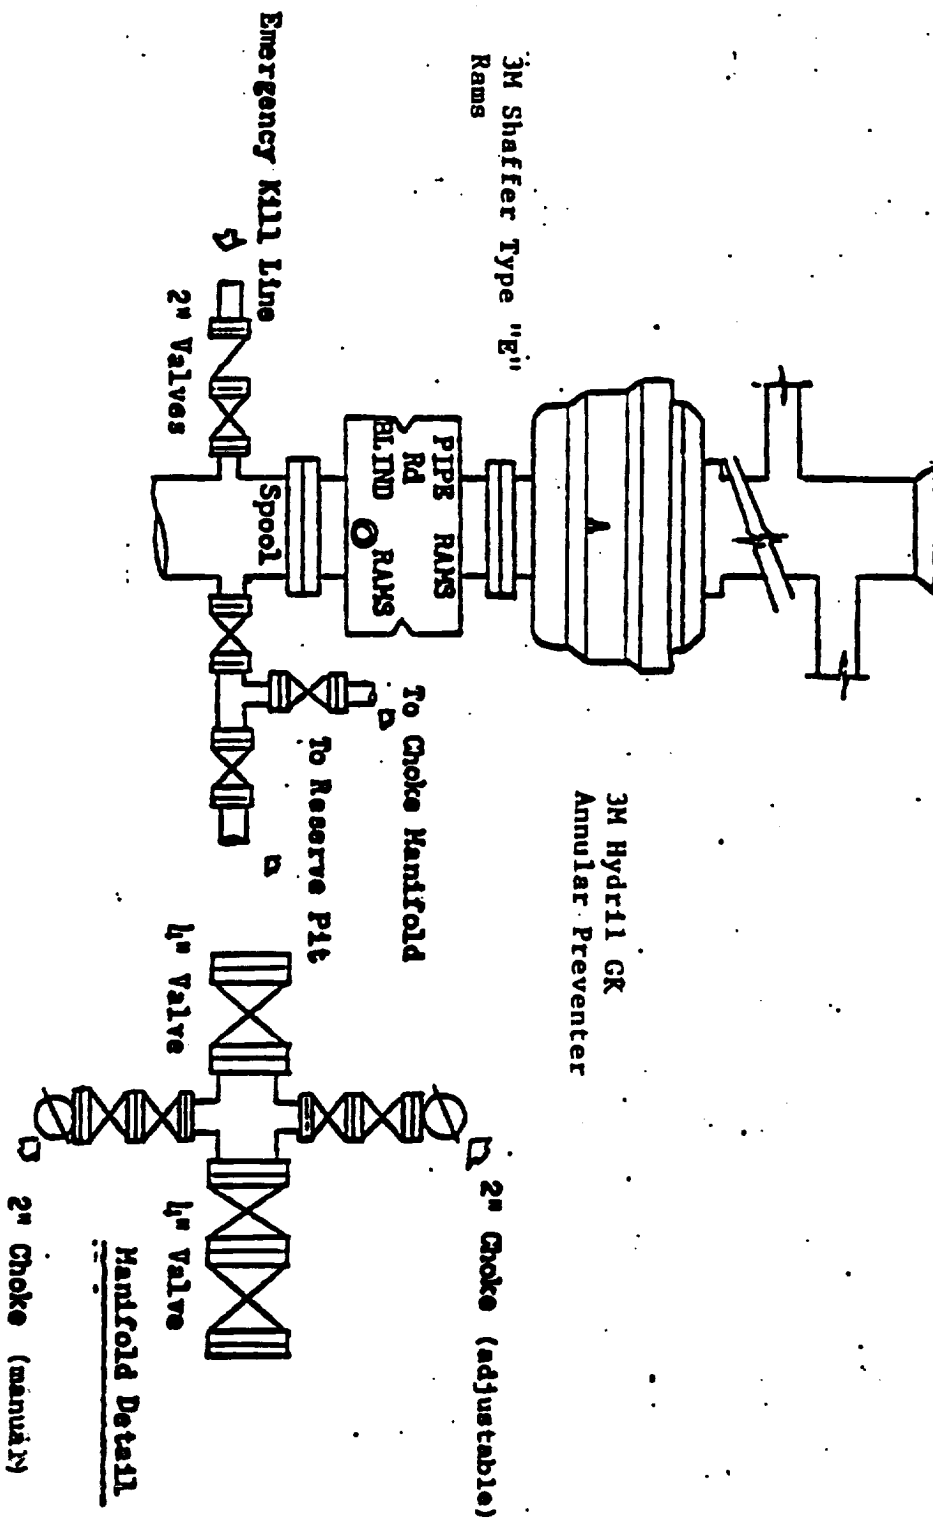 3M Shaffer Type "E"
Rams
3M Hydril GK
Annular Preventer
PIPE RAMS
Rd
BLIND RAMS
Spool
Emergency Kill Line
2" Valves
To Choke Manifold
To Reserve Pit
4" Valve
4" Valve
2" Choke (adjustable)
2" Choke (manual)
Manifold Detail